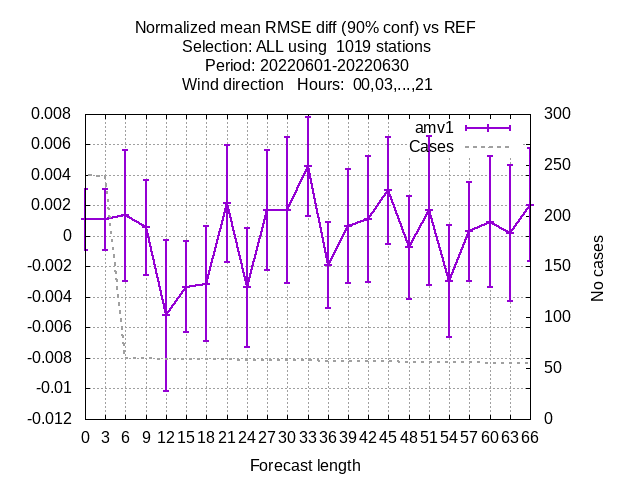 Normalized mean RMSE diff (90% conf) vs REF
Selection: ALL using  1019 stations
Period: 20220601-20220630
Wind direction   Hours:  00,03,...,21
0.008
0.006
0.004
0.002
0
-0.002
-0.004
-0.006
-0.008
-0.01
-0.012
300
250
200
150
100
50
0
amv1
Cases
No cases
0 3 6 9 12 15 18 21 24 27 30 33 36 39 42 45 48 51 54 57 60 63 66
Forecast length